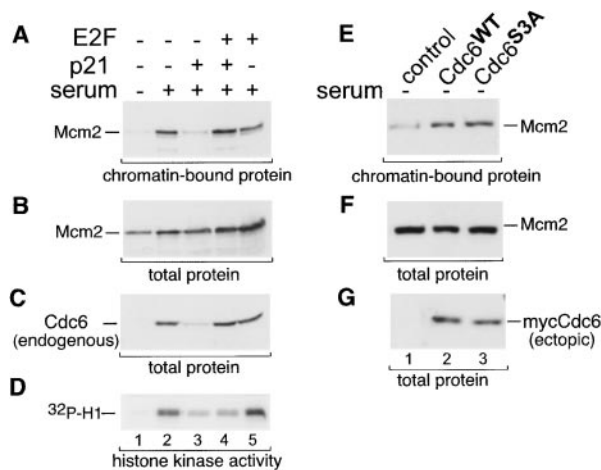 A
E2F - - - + +
p21 - - + + -
serum - + + + +
Mcm2
chromatin-bound protein
B
Mcm2
total protein
C
Cdc6
(endogenous)
total protein
D
32P-H1
1 2 3 4 5
histone kinase activity
E
control Cdc6WT Cdc6S3A
serum - - -
Mcm2
chromatin-bound protein
F
Mcm2
total protein
G
mycCdc6
(ectopic)
1 2 3
total protein